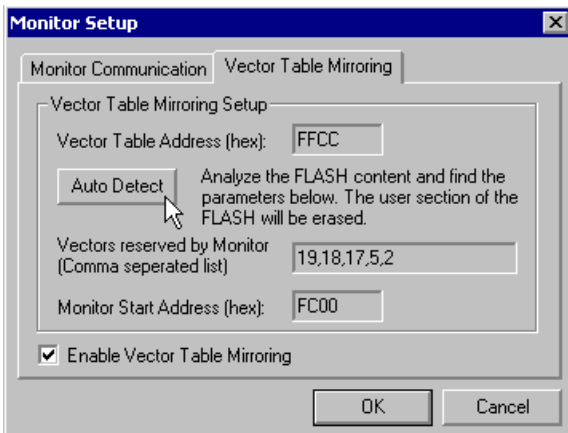 Monitor Setup
Monitor Communication
Vector Table Mirroring
Vector Table Mirroring Setup
Vector Table Address (hex):
FFCC
Auto Detect
Analyze the FLASH content and find the
parameters below. The user section of the
FLASH will be erased.
Vectors reserved by Monitor
(Comma seperated list)
19,18,17,5,2
Monitor Start Address (hex):
FC00
Enable Vector Table Mirroring
OK
Cancel